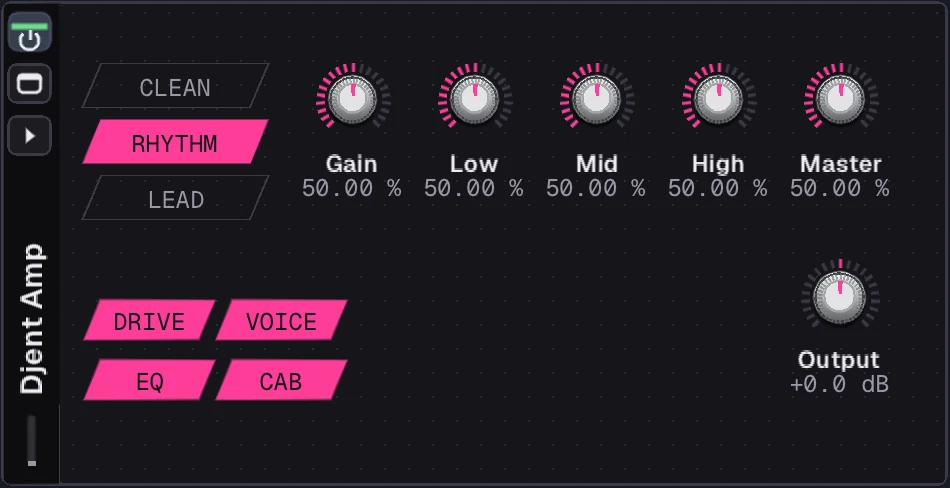 Djent Amp
CLEAN
RHYTHM
LEAD
Gain
50.00 %
Low
50.00 %
Mid
50.00 %
High
50.00 %
Master
50.00 %
DRIVE
VOICE
EQ
CAB
Output
+0.0 dB